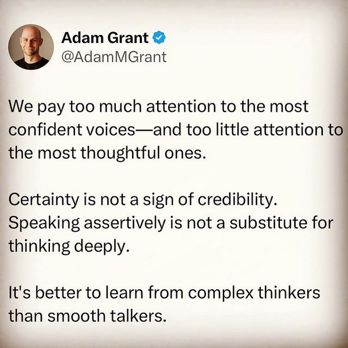 Adam Grant
@AdamMGrant
We pay too much attention to the most
confident voices—and too little attention to
the most thoughtful ones.
Certainty is not a sign of credibility.
Speaking assertively is not a substitute for
thinking deeply.
It's better to learn from complex thinkers
than smooth talkers.